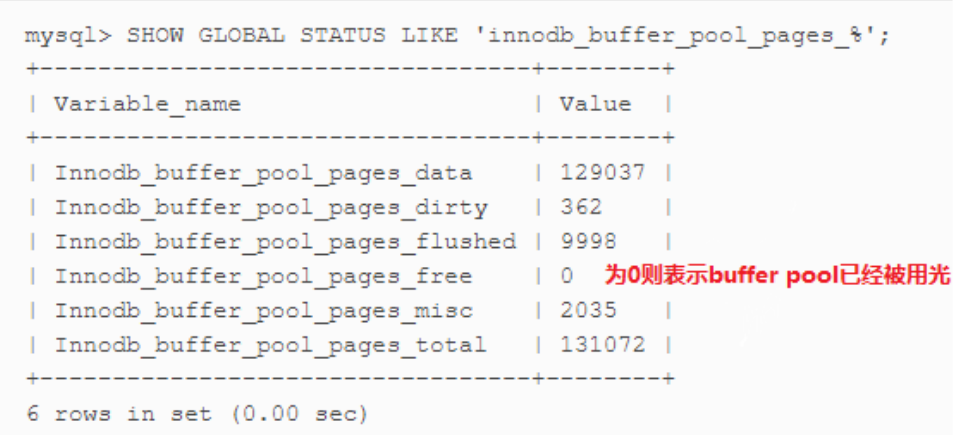 mysql> SHOW GLOBAL STATUS LIKE 'innodb_buffer_pool_pages_%';
+----------------------------------+--------+
| Variable_name                    | Value  |
+----------------------------------+--------+
| Innodb_buffer_pool_pages_data    | 129037 |
| Innodb_buffer_pool_pages_dirty   | 362    |
| Innodb_buffer_pool_pages_flushed | 9998   |
| Innodb_buffer_pool_pages_free    | 0 为0则表示buffer pool已经被用光
| Innodb_buffer_pool_pages_misc    | 2035   |
| Innodb_buffer_pool_pages_total   | 131072 |
+----------------------------------+--------+
6 rows in set (0.00 sec)